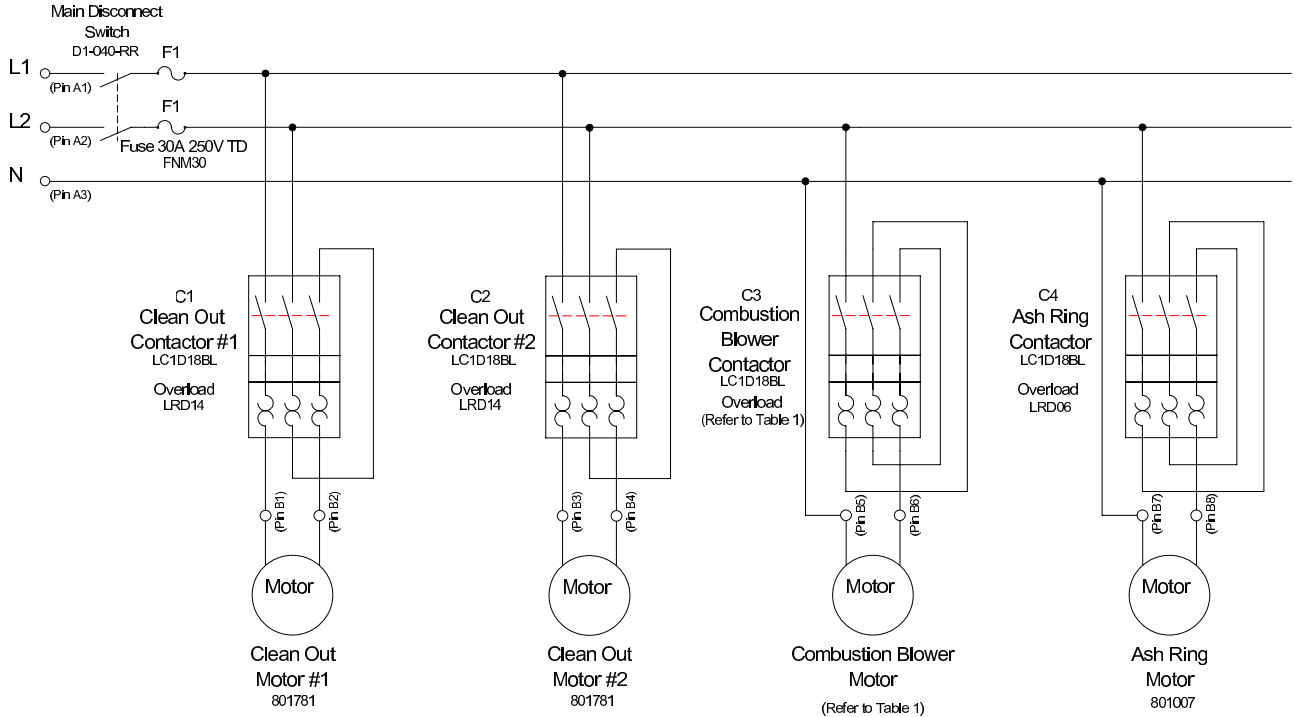 Main Disconnect
Switch
D1-040-RR
F1
L1
(Pin A1)
F1
L2
(Pin A2)
Fuse 30A 250V TD
FNM30
N
(Pin A3)
C1
Clean Out
Contactor #1
LC1D18BL
Overload
LRD14
C2
Clean Out
Contactor #2
LC1D18BL
Overload
LRD14
C3
Combustion
Blower
Contactor
LC1D18BL
Overload
(Refer to Table 1)
C4
Ash Ring
Contactor
LC1D18BL
Overload
LRD06
(Pin B1)
(Pin B2)
(Pin B3)
(Pin B4)
(Pin B5)
(Pin B6)
(Pin B7)
(Pin B8)
Motor
Motor
Motor
Motor
Clean Out
Motor #1
801781
Clean Out
Motor #2
801781
Combustion Blower
Motor
(Refer to Table 1)
Ash Ring
Motor
801007